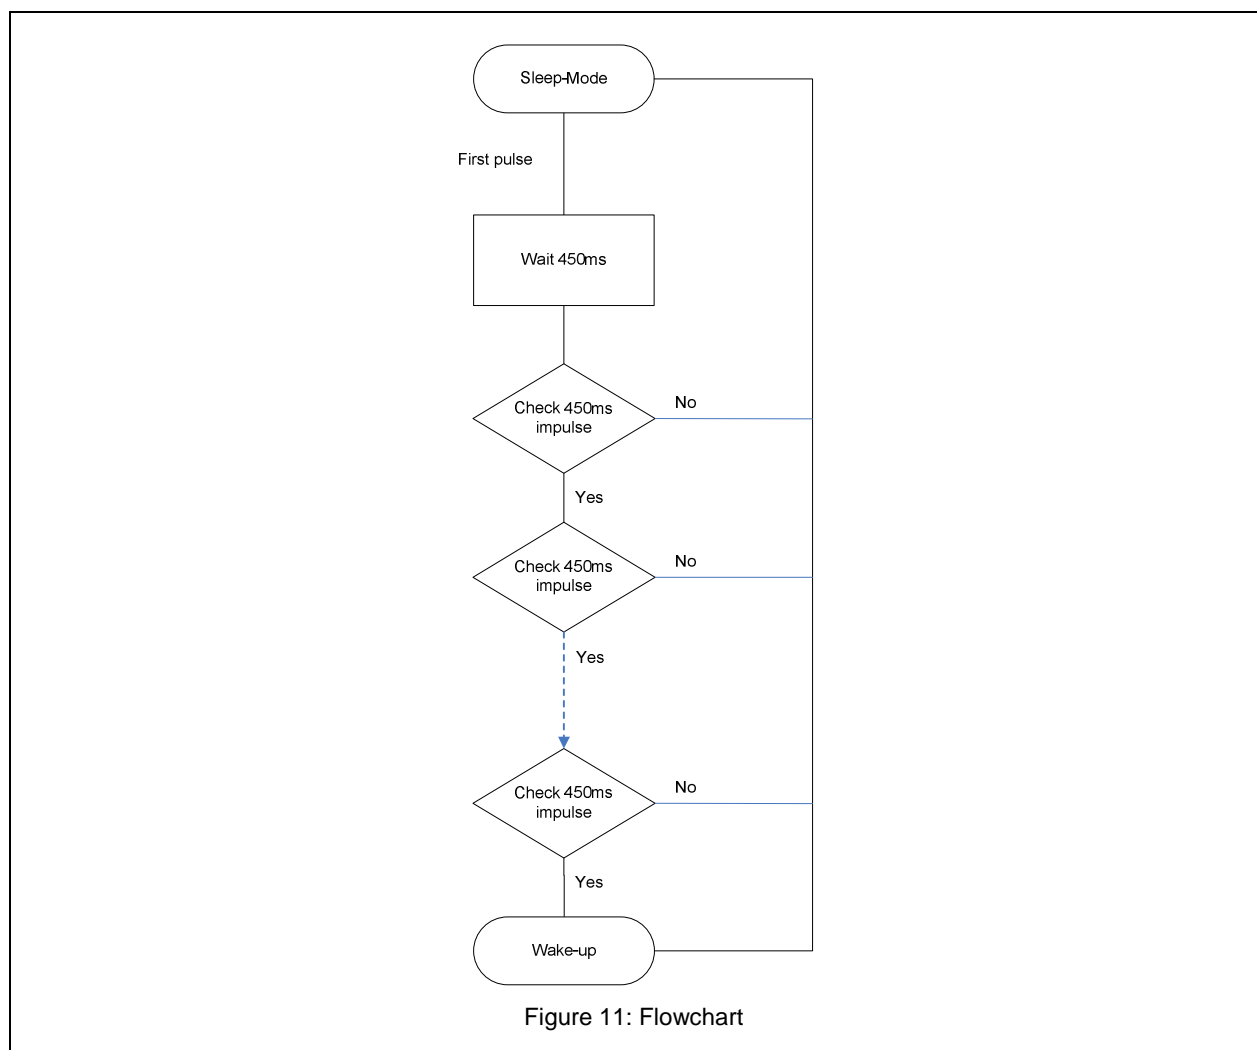 Sleep-Mode
First pulse
Wait 450ms
Check 450ms
impulse
No
Yes
Check 450ms
impulse
No
Yes
Check 450ms
impulse
No
Yes
Wake-up
Figure 11: Flowchart